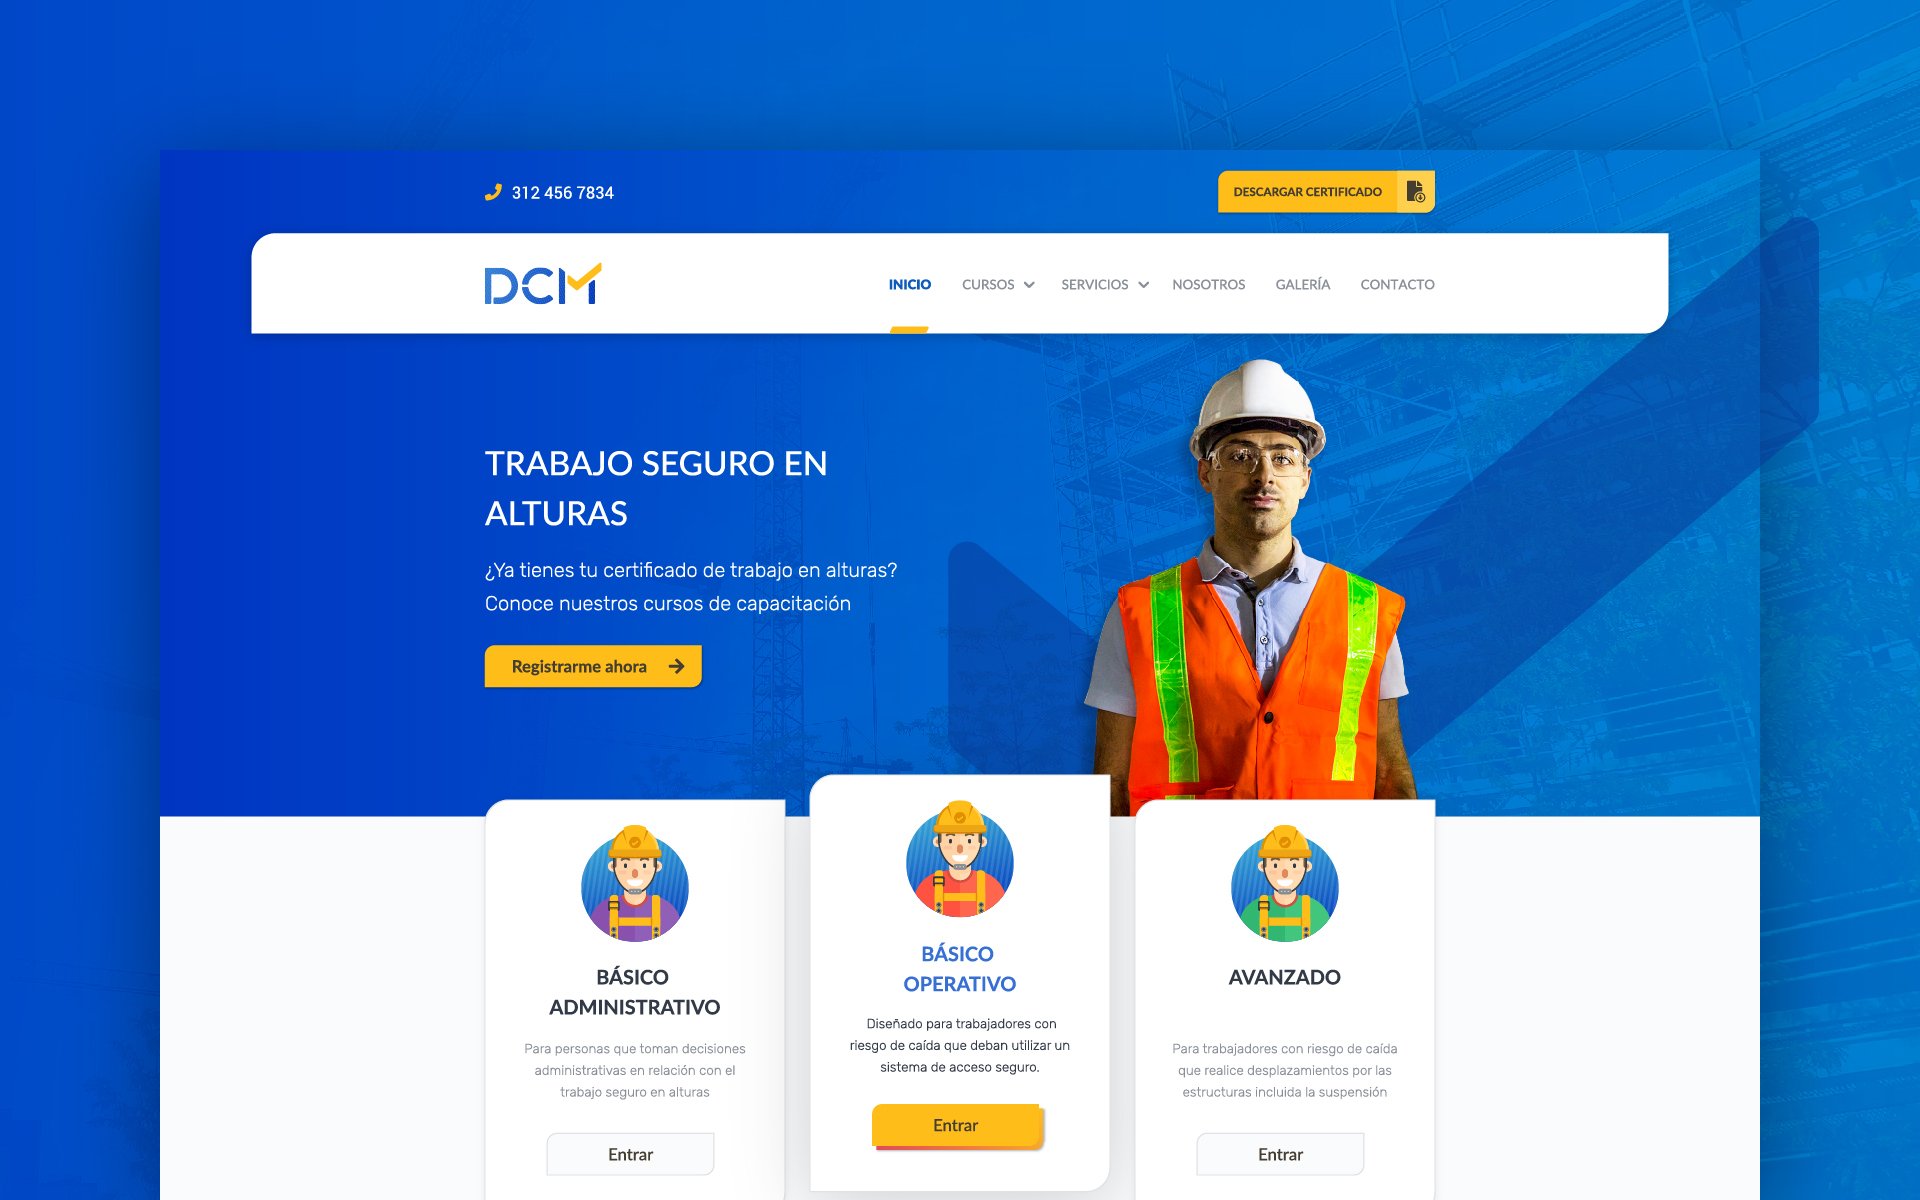 312 456 7834
DESCARGAR CERTIFICADO
DCM
INICIO CURSOS SERVICIOS NOSOTROS GALERÍA CONTACTO
TRABAJO SEGURO EN
ALTURAS
¿Ya tienes tu certificado de trabajo en alturas?
Conoce nuestros cursos de capacitación
Registrarme ahora
BÁSICO
ADMINISTRATIVO
Para personas que toman decisiones
administrativas en relación con el
trabajo seguro en alturas
Entrar
BÁSICO
OPERATIVO
Diseñado para trabajadores con
riesgo de caída que deban utilizar un
sistema de acceso seguro.
Entrar
AVANZADO
Para trabajadores con riesgo de caída
que realice desplazamientos por las
estructuras incluida la suspensión
Entrar